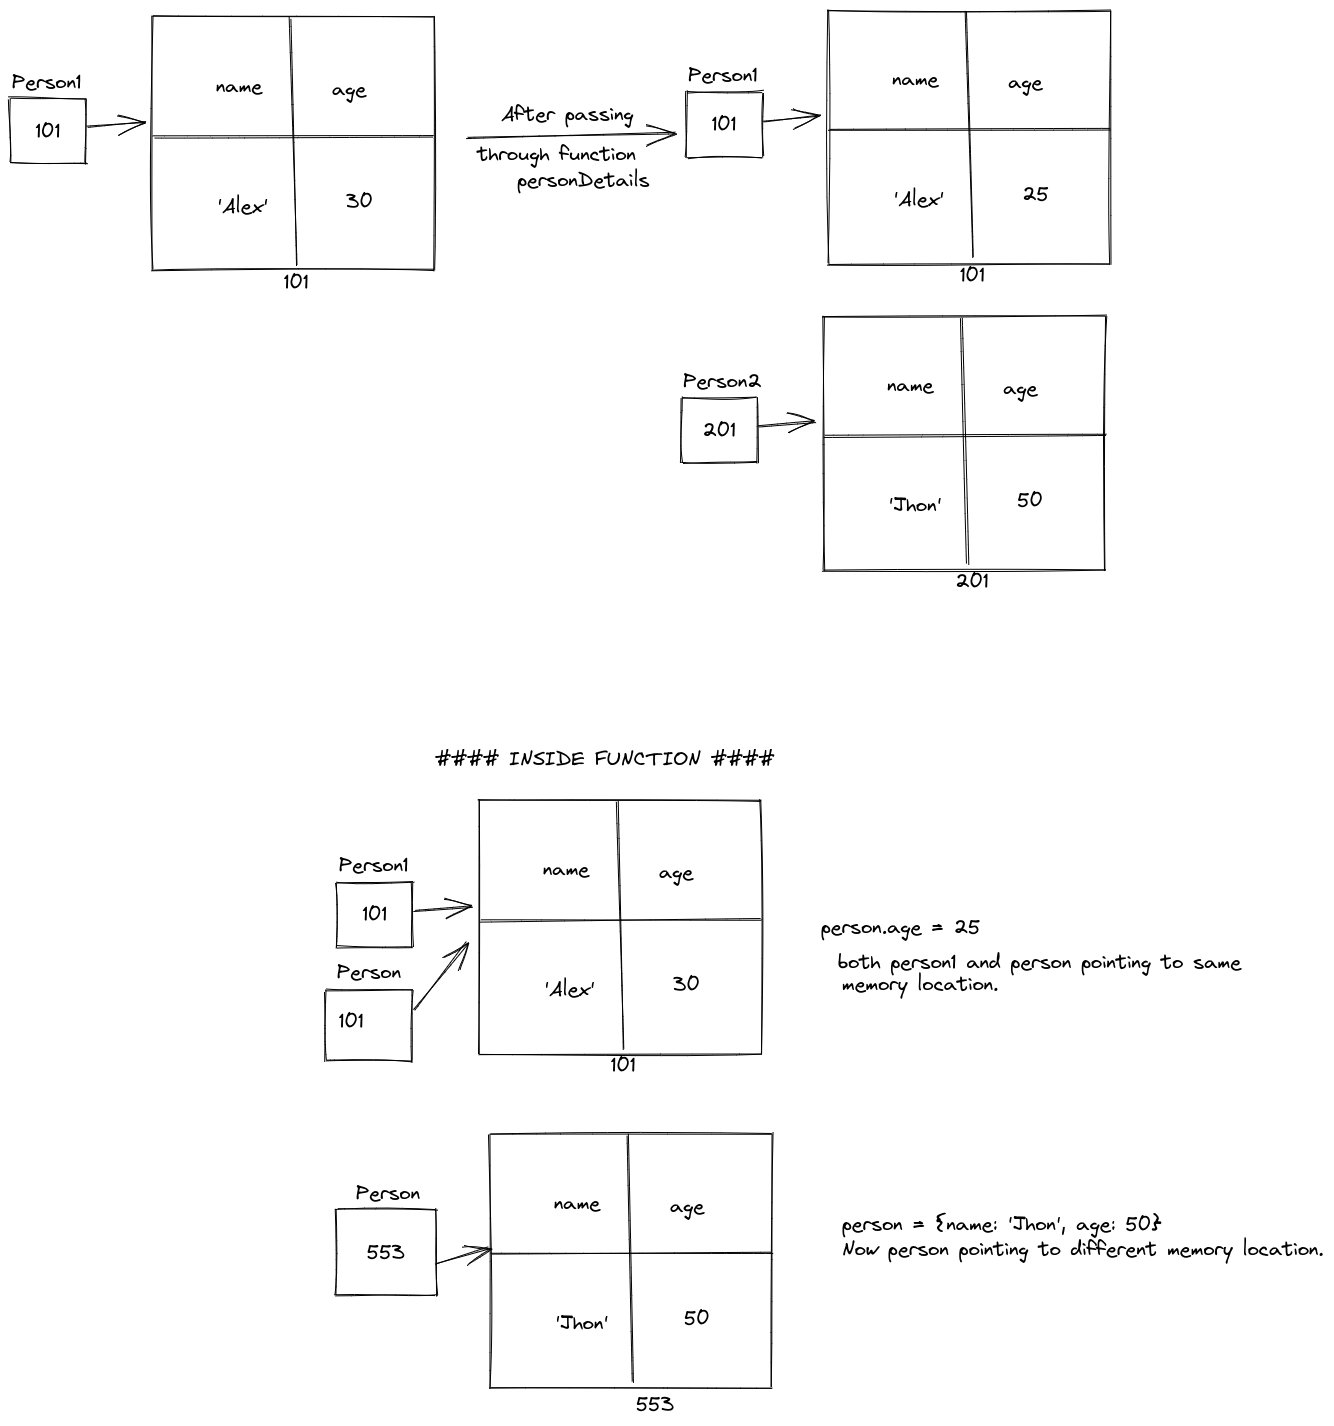 Person1
101
name age
'Alex' 30
101
After passing
through function
personDetails
Person1
101
name age
'Alex' 25
101
Person2
201
name age
'Jhon' 50
201
#### INSIDE FUNCTION ####
Person1
101
Person
101
name age
'Alex' 30
101
person.age = 25
both person1 and person pointing to same
memory location.
Person
553
name age
'Jhon' 50
553
person = {name: 'Jhon', age: 50}
Now person pointing to different memory location.